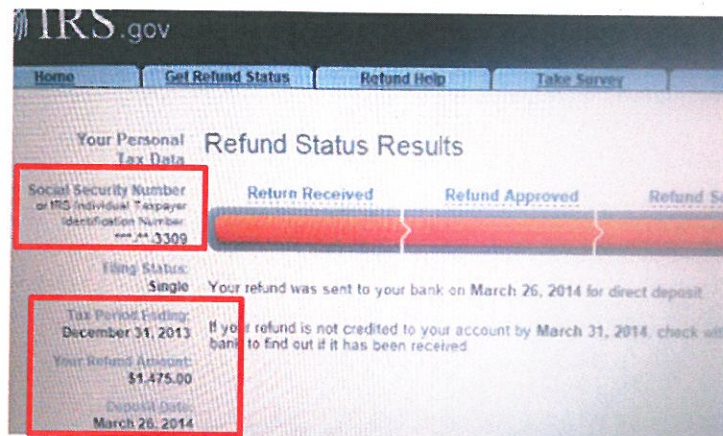 IRS.gov
Home Get Refund Status Refund Help Take Survey
Your Personal
Tax Data
Social Security Number
or IRS Individual Taxpayer
Identification Number:
***-**-3309
Filing Status:
Single
Tax Period Ending:
December 31, 2013
Your Refund Amount:
$1,475.00
Deposit Date:
March 26, 2014
Refund Status Results
Return Received Refund Approved Refund
Your refund was sent to your bank on March 26, 2014 for direct deposit.
If your refund is not credited to your account by March 31, 2014, check
bank to find out if it has been received